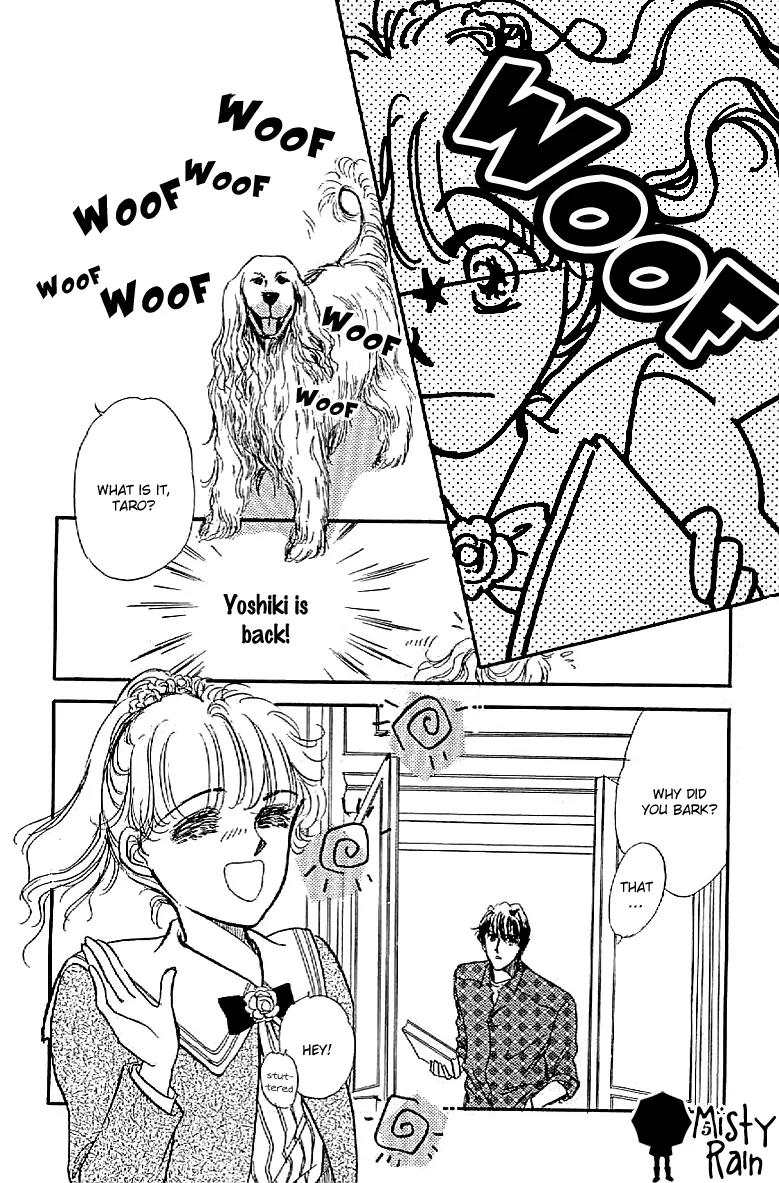 WOOF
WOOF
WOOF
WOOF
WOOF
WOOF
WOOF
WOOF
WHAT IS IT,
TARO?
Yoshiki is
back!
WHY DID
YOU BARK?
THAT
...
HEY!
stut-
tered
Misty
Rain